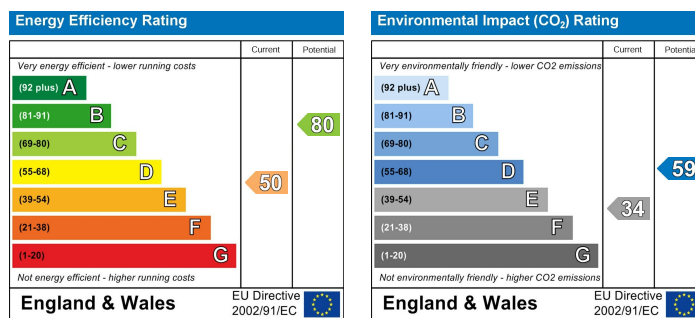 Energy Efficiency Rating
Current Potential
Very energy efficient - lower running costs
(92 plus) A
(81-91) B
(69-80) C
(55-68) D
(39-54) E
(21-38) F
(1-20) G
50
80
Not energy efficient - higher running costs
England & Wales
EU Directive
2002/91/EC
Environmental Impact (CO₂) Rating
Current Potentia
Very environmentally friendly - lower CO2 emissions
(92 plus) A
(81-91) B
(69-80) C
(55-68) D
(39-54) E
(21-38) F
(1-20) G
34
59
Not environmentally friendly - higher CO2 emissions
England & Wales
EU Directive
2002/91/EC